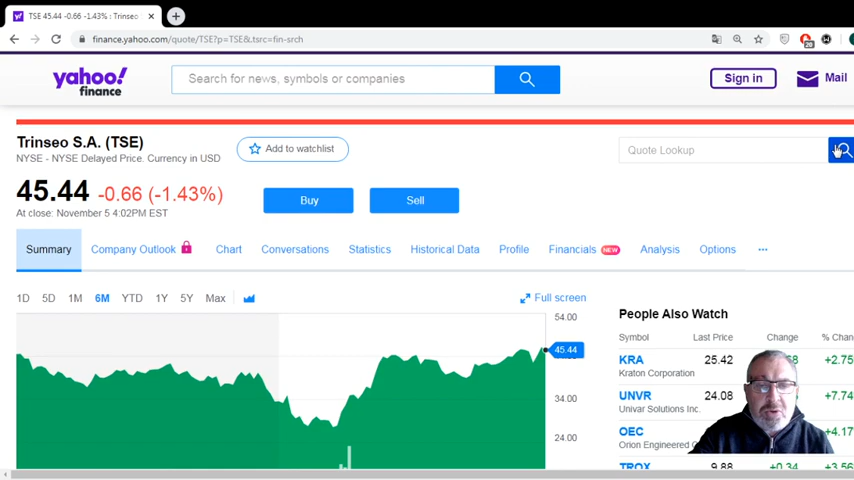 TSE 45.44 -0.66 -1.43% : Trinseo
finance.yahoo.com/quote/TSE?p=TSE&.tsrc=fin-srch
yahoo!
finance
Search for news, symbols or companies
Sign in
Mail
Trinseo S.A. (TSE)
NYSE - NYSE Delayed Price. Currency in USD
Add to watchlist
Quote Lookup
45.44 -0.66 (-1.43%)
At close: November 5 4:02PM EST
Buy
Sell
Summary
Company Outlook
Chart
Conversations
Statistics
Historical Data
Profile
Financials NEW
Analysis
Options
1D 5D 1M 6M YTD 1Y 5Y Max
Full screen
54.00
45.44
34.00
24.00
People Also Watch
Symbol Last Price Change % Chan
KRA 25.42 +2.75
Kraton Corporation
UNVR 24.08 +7.74
Univar Solutions Inc.
OEC +4.17
Orion Engineered C
TROX 9.88 +0.34 +3.56